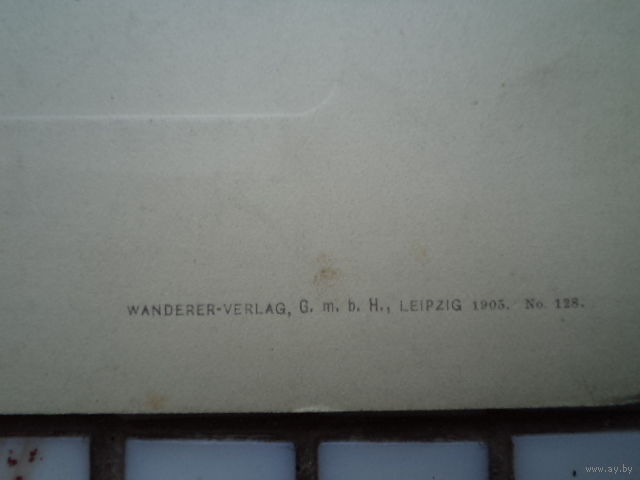 WANDERER-VERLAG, G. m. b. H., LEIPZIG 1905. No. 128.
www.ay.by